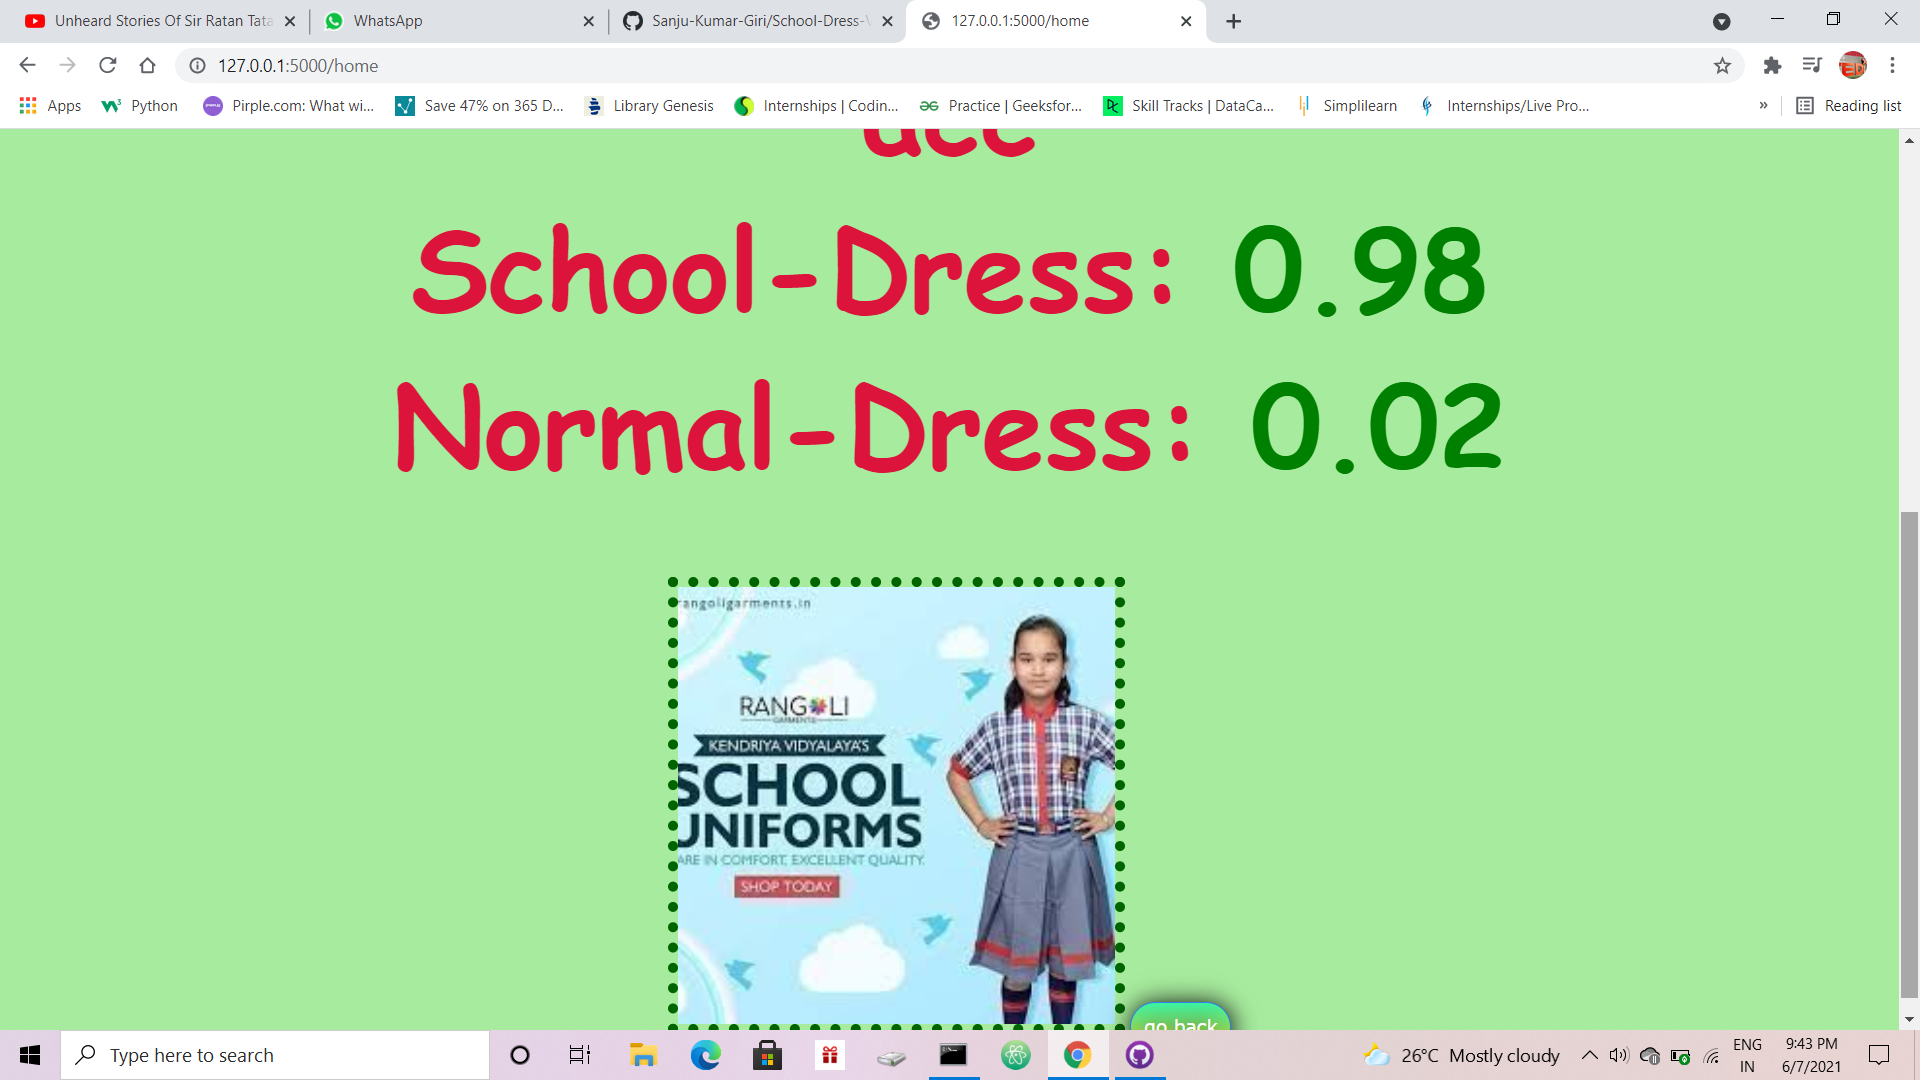 Unheard Stories Of Sir Ratan Tata
WhatsApp
Sanju-Kumar-Giri/School-Dress-
127.0.0.1:5000/home
127.0.0.1:5000/home
Apps
Python
Pirple.com: What wi...
Save 47% on 365 D...
Library Genesis
Internships | Codin...
Practice | Geeksfor...
Skill Tracks | DataCa...
Simplilearn
Internships/Live Pro...
»
Reading list
School-Dress: 0.98
Normal-Dress: 0.02
rangoligarments.in
RANGOLI
GARMENTS
KENDRIYA VIDYALAYA'S
SCHOOL
UNIFORMS
ARE IN COMFORT, EXCELLENT QUALITY.
SHOP TODAY
go back
Type here to search
26°C Mostly cloudy
ENG
IN
9:43 PM
6/7/2021